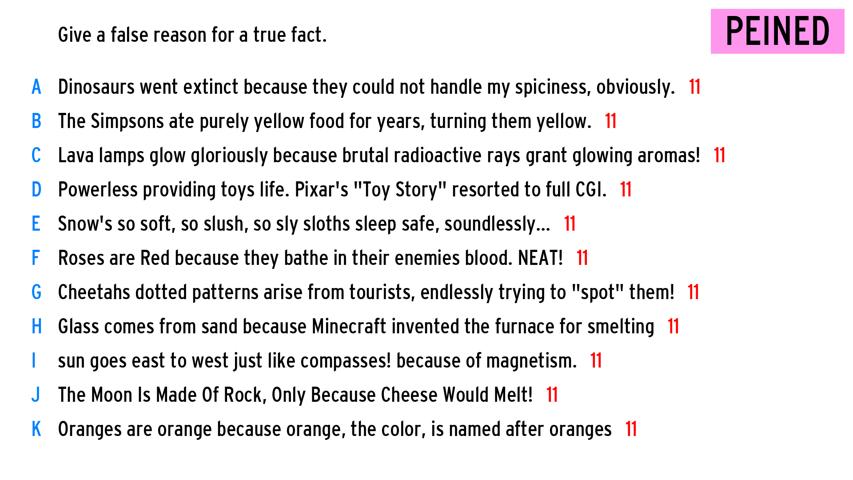 Give a false reason for a true fact.
PEINED
A Dinosaurs went extinct because they could not handle my spiciness, obviously. 11
B The Simpsons ate purely yellow food for years, turning them yellow. 11
C Lava lamps glow gloriously because brutal radioactive rays grant glowing aromas! 11
D Powerless providing toys life. Pixar's "Toy Story" resorted to full CGI. 11
E Snow's so soft, so slush, so sly sloths sleep safe, soundlessly... 11
F Roses are Red because they bathe in their enemies blood. NEAT! 11
G Cheetahs dotted patterns arise from tourists, endlessly trying to "spot" them! 11
H Glass comes from sand because Minecraft invented the furnace for smelting 11
I sun goes east to west just like compasses! because of magnetism. 11
J The Moon Is Made Of Rock, Only Because Cheese Would Melt! 11
K Oranges are orange because orange, the color, is named after oranges 11